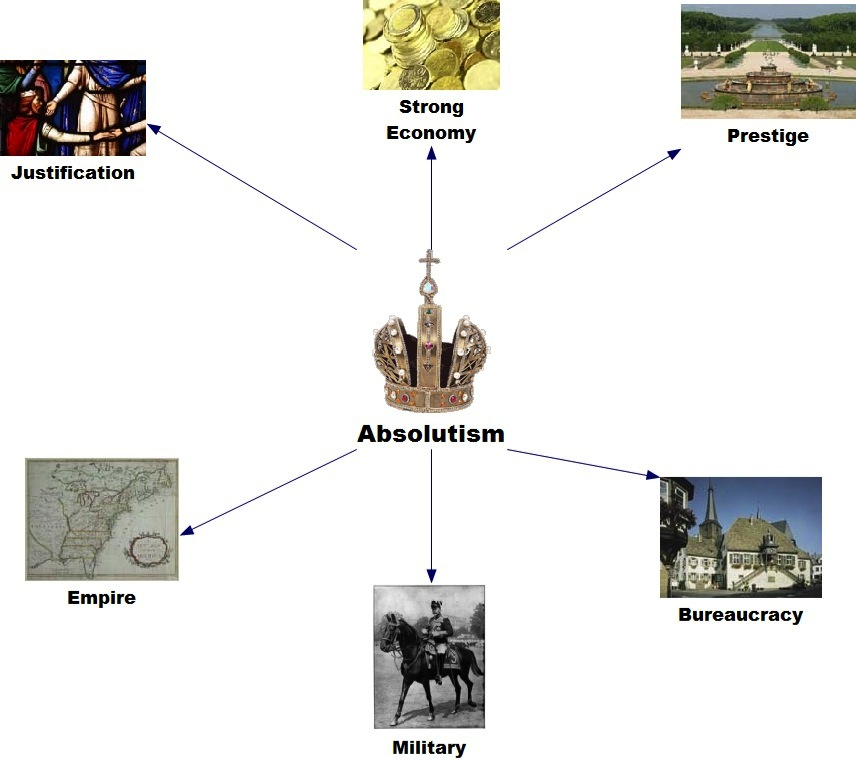 Strong
Economy
Prestige
Justification
Absolutism
Empire
Bureaucracy
Military